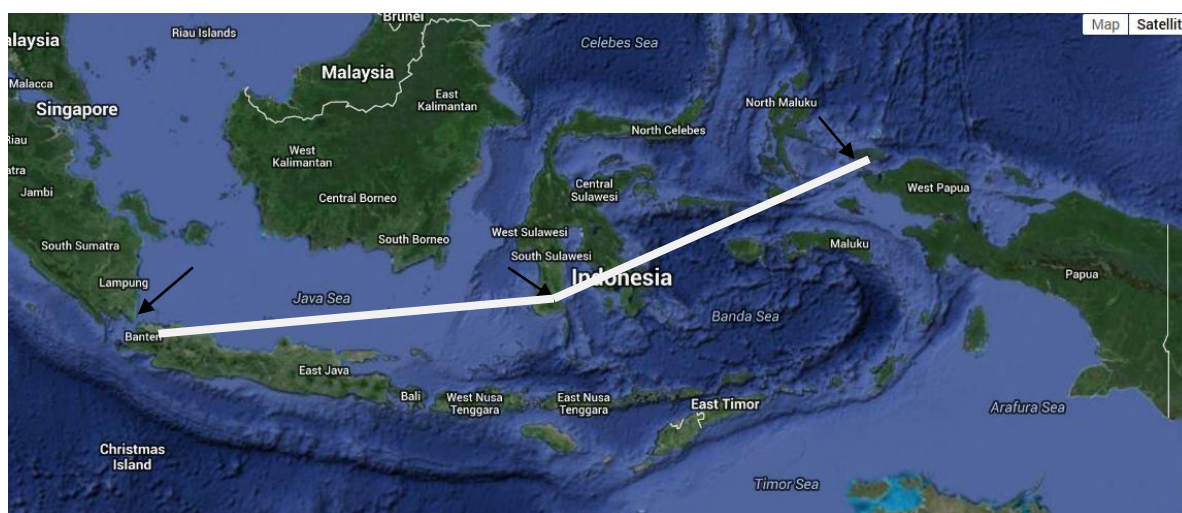 Brunei
Riau Islands
Map Satellit
alaysia
Celebes Sea
Malaysia
Malacca
East
Kalimantan
North Maluku
Singapore
North Celebes
Riau
West
Kalimantan
atra
Jambi
Central Borneo
Central
Sulawesi
West Papua
West Sulawesi
South Borneo
Maluku
South Sumatra
South Sulawesi
Lampung
Indonesia
Papua
Java Sea
Banda Sea
Banten
East Java
Bali
West Nusa
Tenggara
East Nusa
Tenggara
East Timor
Arafura Sea
Christmas
Island
Timor Sea